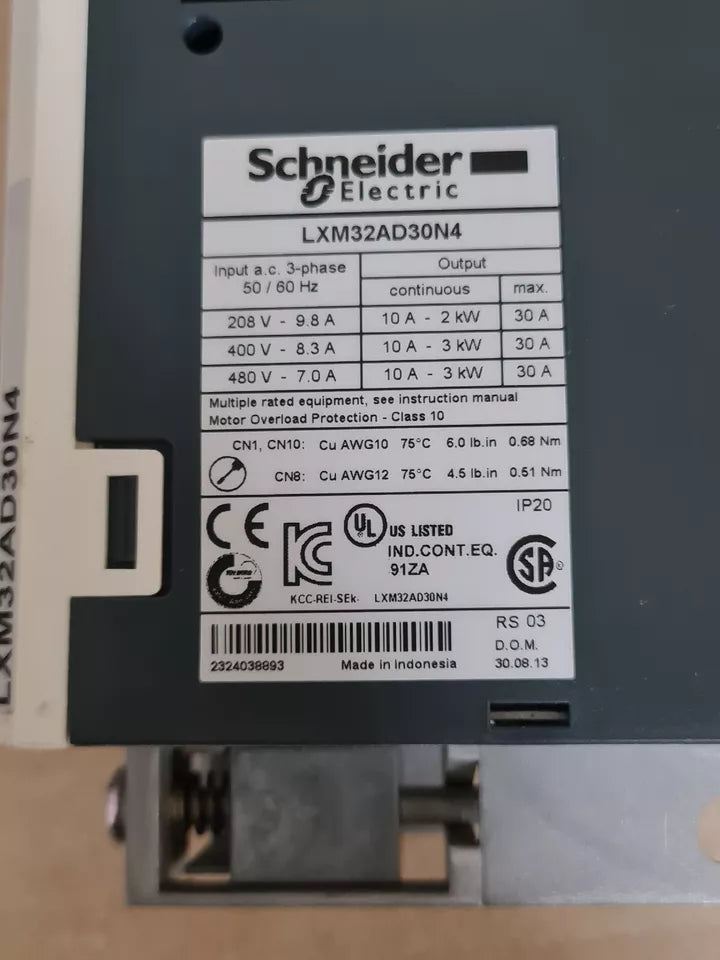 Schneider
Electric
LXM32AD30N4
Input a.c. 3-phase
50 / 60 Hz
Output
continuous
max.
208 V - 9.8 A
10 A - 2 kW
30 A
400 V - 8.3 A
10 A - 3 kW
30 A
480 V - 7.0 A
10 A - 3 kW
30 A
Multiple rated equipment, see instruction manual
Motor Overload Protection - Class 10
CN1, CN10: Cu AWG10 75°C 6.0 lb.in 0.68 Nm
CN8: Cu AWG12 75°C 4.5 lb.in 0.51 Nm
IP20
CE
KC
UL
US LISTED
IND.CONT.EQ.
91ZA
SA
KCC-REI-SEk- LXM32AD30N4
RS 03
D.O.M.
30.08.13
2324038893
Made in Indonesia
LXM32AD30N4